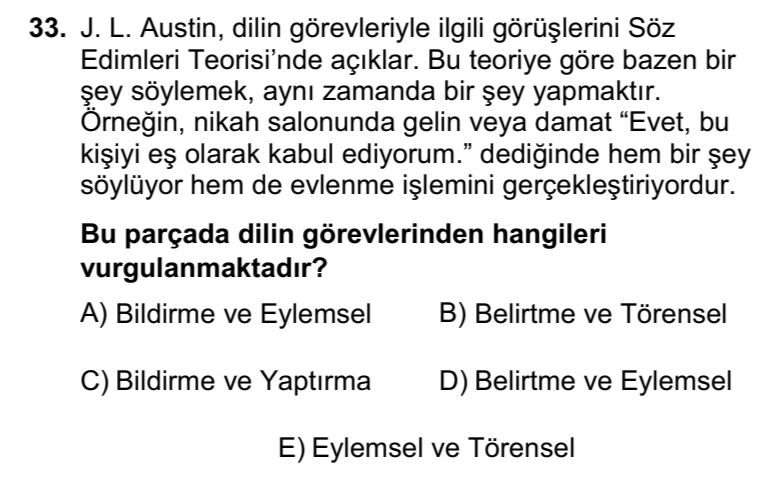 33. J. L. Austin, dilin görevleriyle ilgili görüşlerini Söz
Edimleri Teorisi’nde açıklar. Bu teoriye göre bazen bir
şey söylemek, aynı zamanda bir şey yapmaktır.
Örneğin, nikah salonunda gelin veya damat “Evet, bu
kişiyi eş olarak kabul ediyorum.” dediğinde hem bir şey
söylüyor hem de evlenme işlemini gerçekleştiriyordur.
Bu parçada dilin görevlerinden hangileri
vurgulanmaktadır?
A) Bildirme ve Eylemsel B) Belirtme ve Törensel
C) Bildirme ve Yaptırma D) Belirtme ve Eylemsel
E) Eylemsel ve Törensel